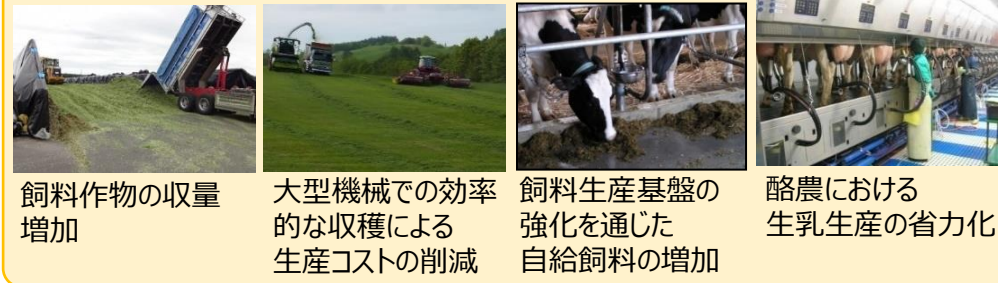 飼料作物の収量
増加
大型機械での効率
的な収穫による
生産コストの削減
飼料生産基盤の
強化を通じた
自給飼料の増加
酪農における
生乳生産の省力化